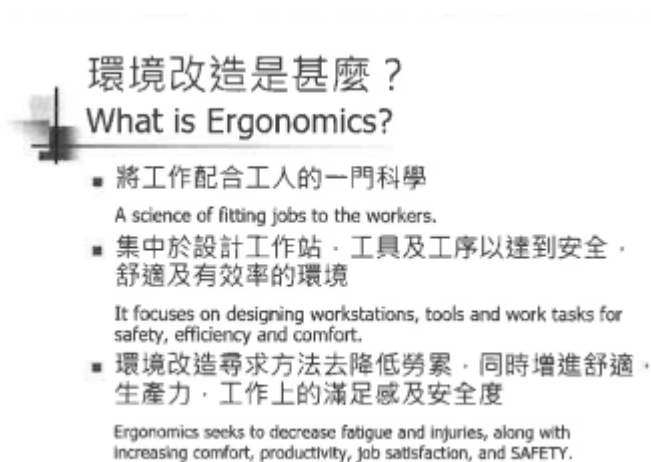 環境改造是甚麼？
What is Ergonomics?
將工作配合工人的一門科學
A science of fitting jobs to the workers.
集中於設計工作站，工具及工序以達到安全，
舒適及有效率的環境
It focuses on designing workstations, tools and work tasks for
safety, efficiency and comfort.
環境改造尋求方法去降低勞累，同時增進舒適，
生產力，工作上的滿足感及安全度
Ergonomics seeks to decrease fatigue and injuries, along with
increasing comfort, productivity, job satisfaction, and SAFETY.